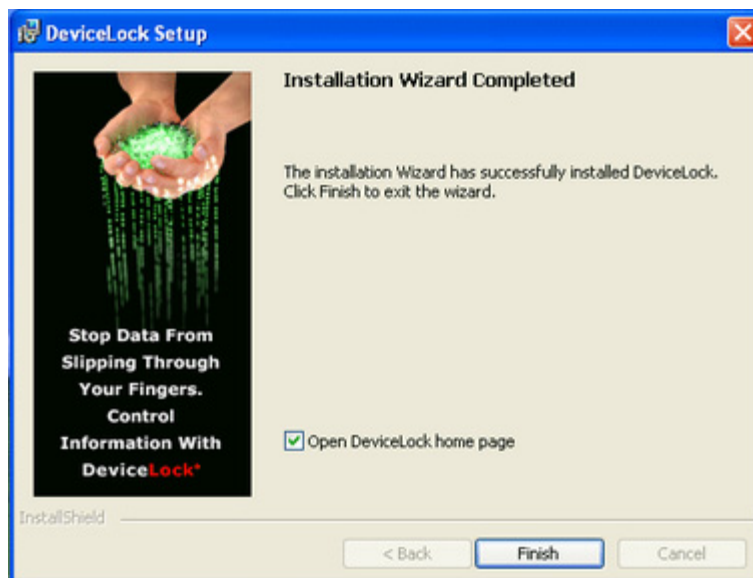 DeviceLock Setup
Installation Wizard Completed
The installation Wizard has successfully installed DeviceLock.
Click Finish to exit the wizard.
Stop Data From
Slipping Through
Your Fingers.
Control
Information With
DeviceLock*
Open DeviceLock home page
InstallShield
< Back
Finish
Cancel